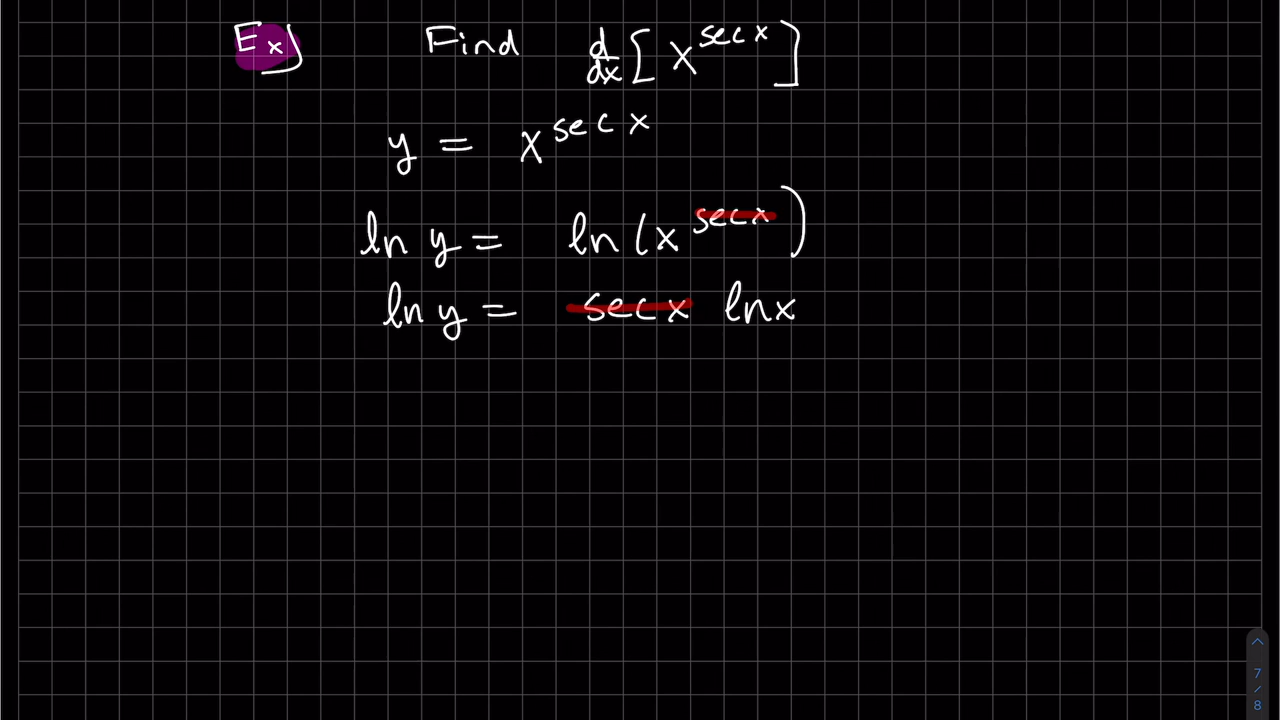 Ex) Find d/dx [x^sec x]
y = x^sec x
ln y = ln(x^sec x)
ln y = sec x ln x
7/8